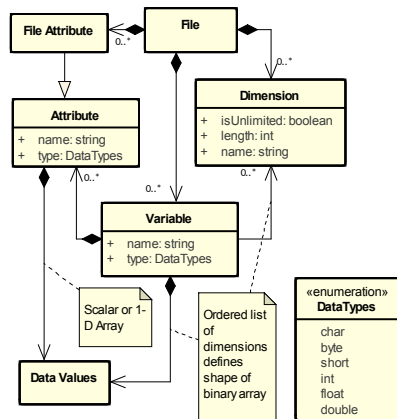 File Attribute
File
0..*
0..*
Attribute
+ name: string
+ type: DataTypes
Dimension
+ isUnlimited: boolean
+ length: int
+ name: string
0..*
0..*
0..*
Variable
+ name: string
+ type: DataTypes
Scalar or 1-
D Array
Ordered list
of
dimensions
defines
shape of
binary array
«enumeration»
DataTypes
char
byte
short
int
float
double
Data Values